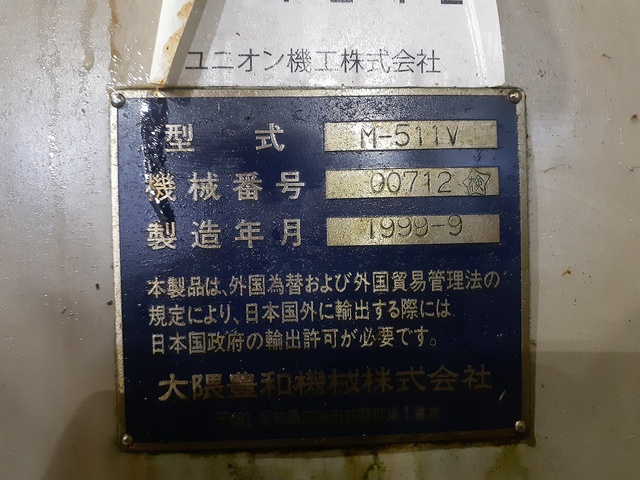 ユニオン機工株式会社
型 式 M-511V
機械番号 00712 検
製造年月 1999-9
本製品は、外国為替および外国貿易管理法の
規定により、日本国外に輸出する際には
日本国政府の輸出許可が必要です。
大隈豊和機械株式会社